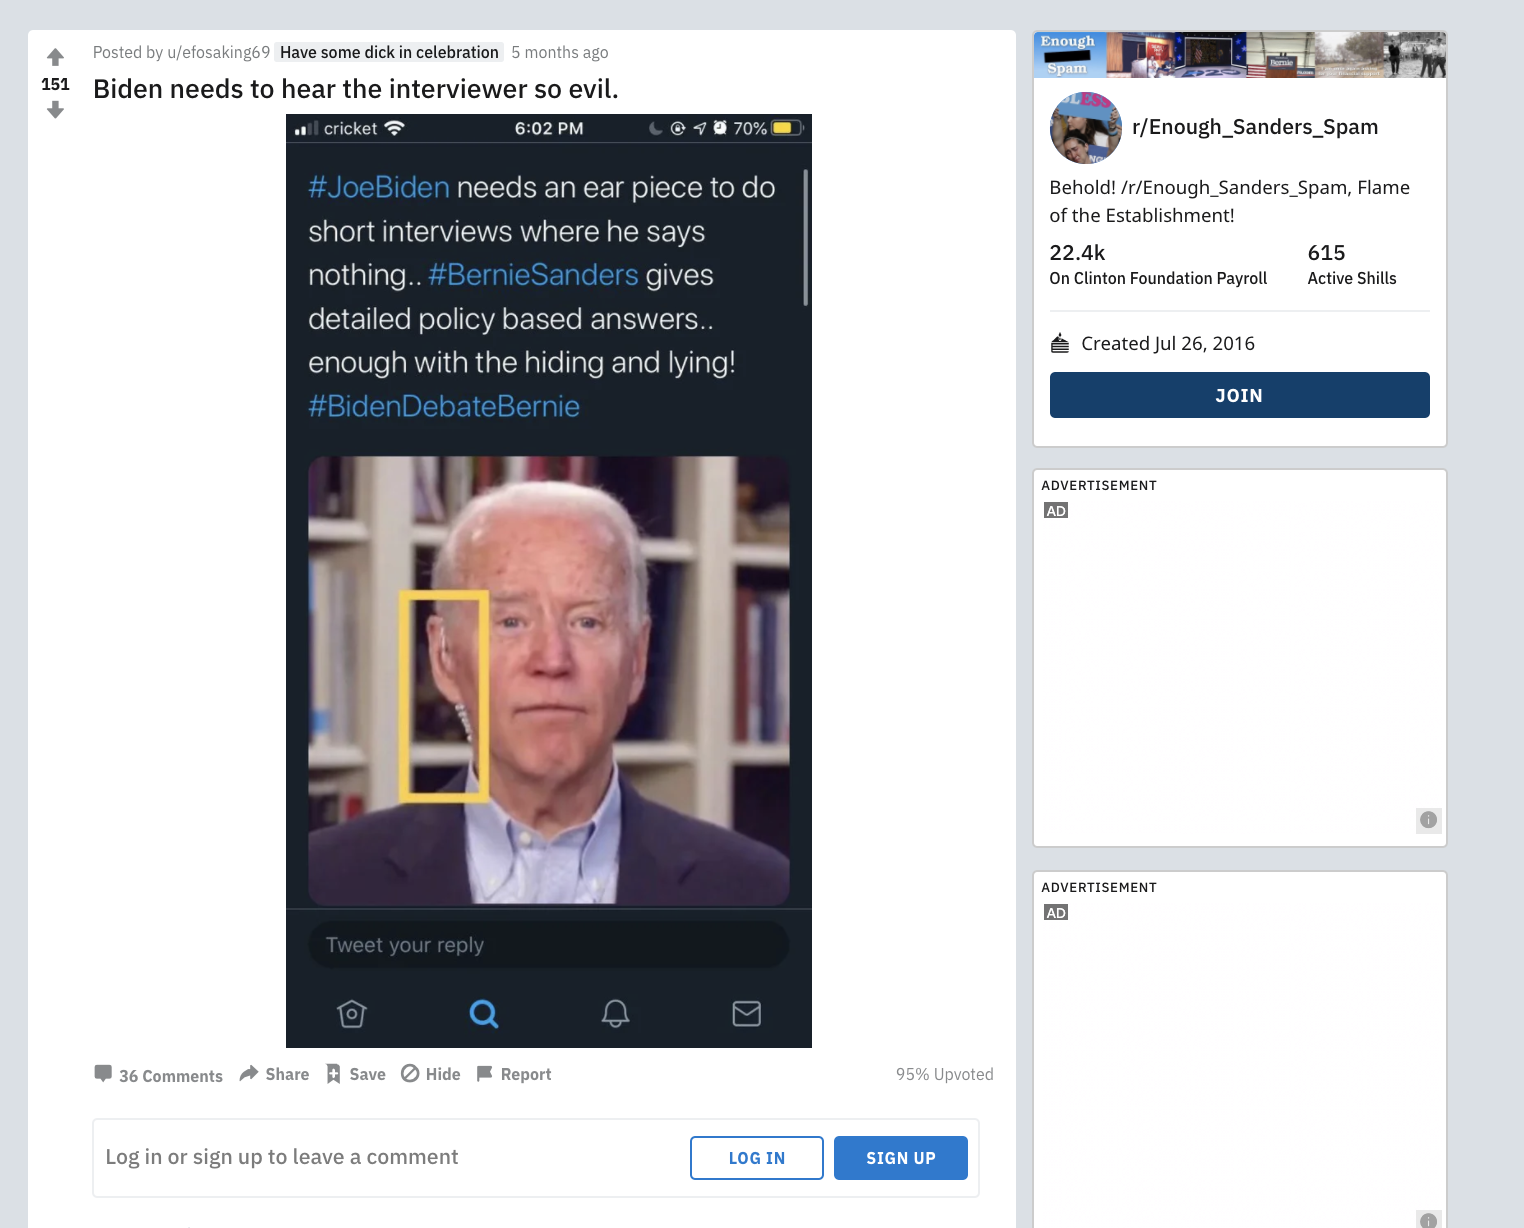 Posted by u/efosaking69 Have some dick in celebration 5 months ago
151
Biden needs to hear the interviewer so evil.
cricket 6:02 PM 70%
#JoeBiden needs an ear piece to do
short interviews where he says
nothing.. #BernieSanders gives
detailed policy based answers..
enough with the hiding and lying!
#BidenDebateBernie
Tweet your reply
36 Comments Share Save Hide Report 95% Upvoted
Log in or sign up to leave a comment LOG IN SIGN UP
Enough
Spam
Bernie
r/Enough_Sanders_Spam
Behold! /r/Enough_Sanders_Spam, Flame
of the Establishment!
22.4k 615
On Clinton Foundation Payroll Active Shills
Created Jul 26, 2016
JOIN
ADVERTISEMENT
AD
ADVERTISEMENT
AD